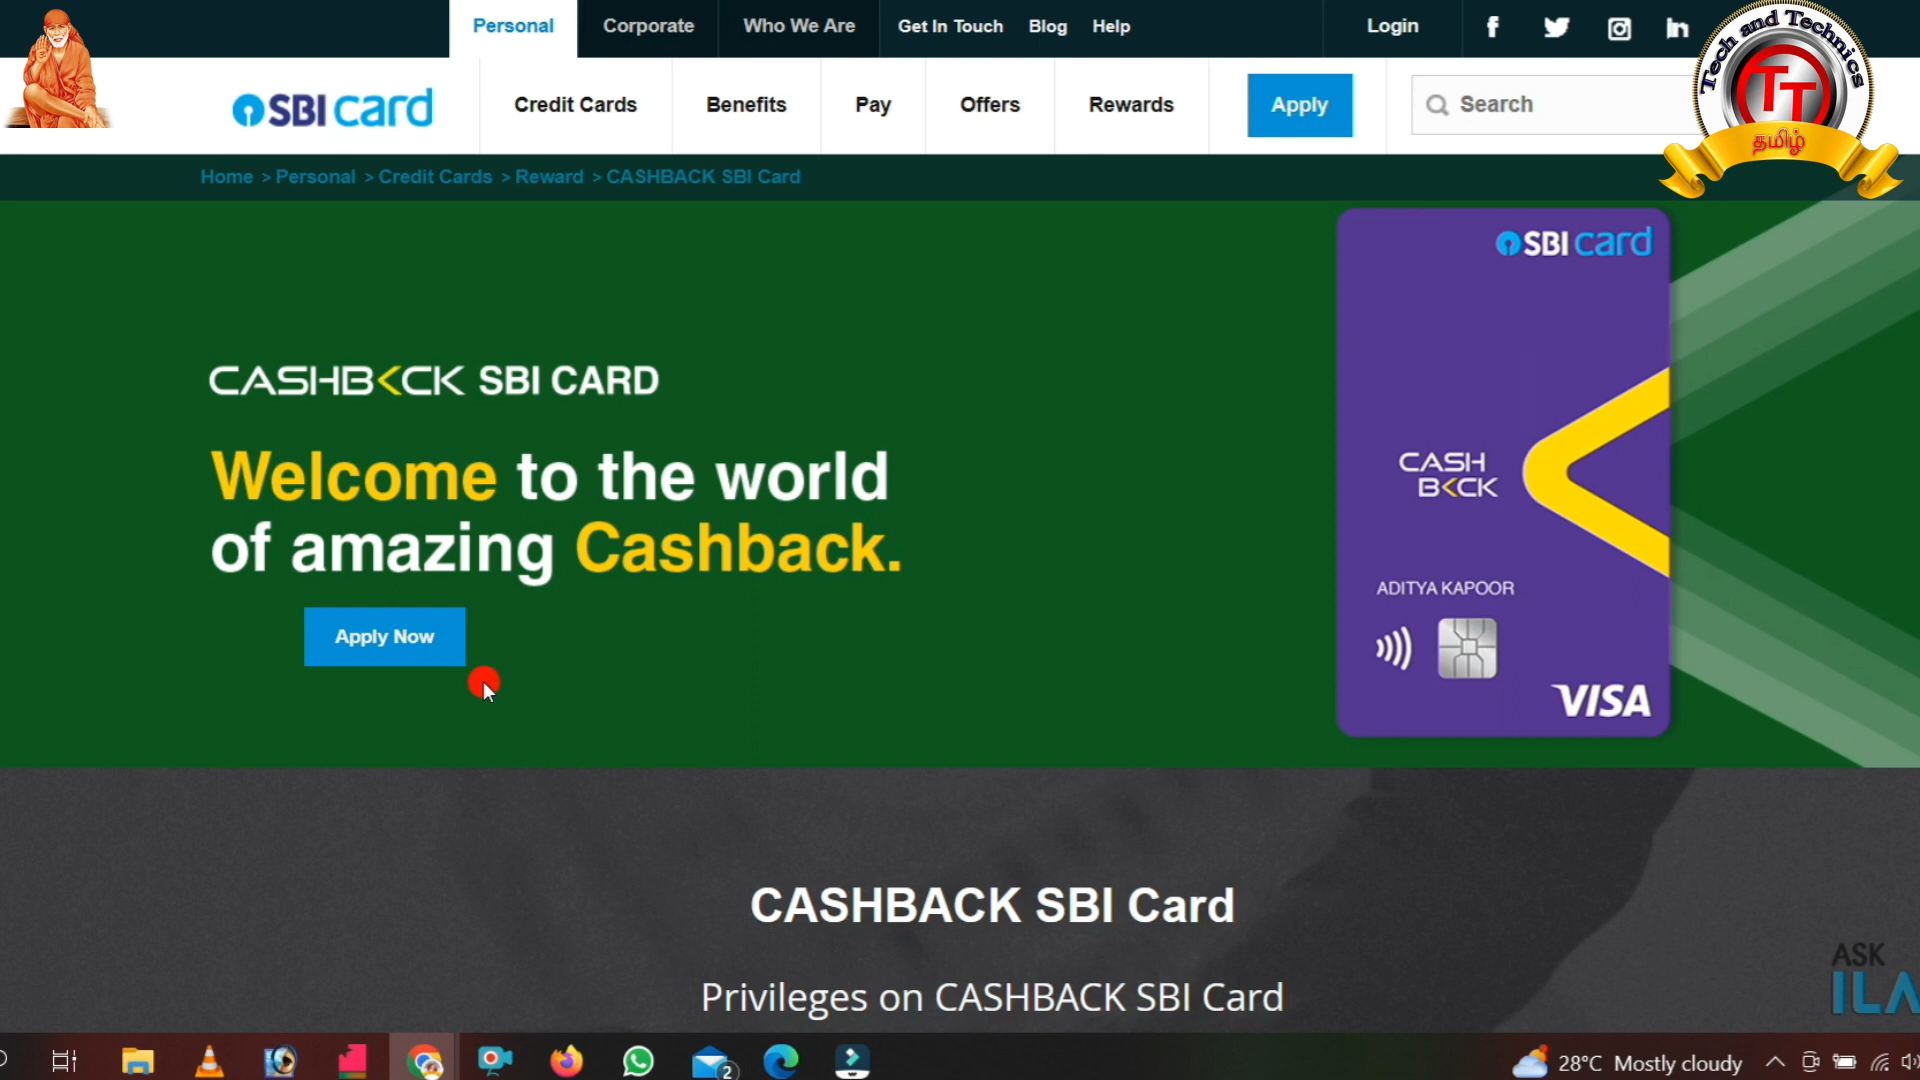 Personal Corporate Who We Are Get In Touch Blog Help Login
Tech and Technics
TT
தமிழ்
SBI card Credit Cards Benefits Pay Offers Rewards Apply Search
Home > Personal > Credit Cards > Reward > CASHBACK SBI Card
SBI card
CASHBACK SBI CARD
Welcome to the world
of amazing Cashback.
CASH
BACK
ADITYA KAPOOR
Apply Now
VISA
CASHBACK SBI Card
Privileges on CASHBACK SBI Card
ASK
ILA
2
28°C Mostly cloudy